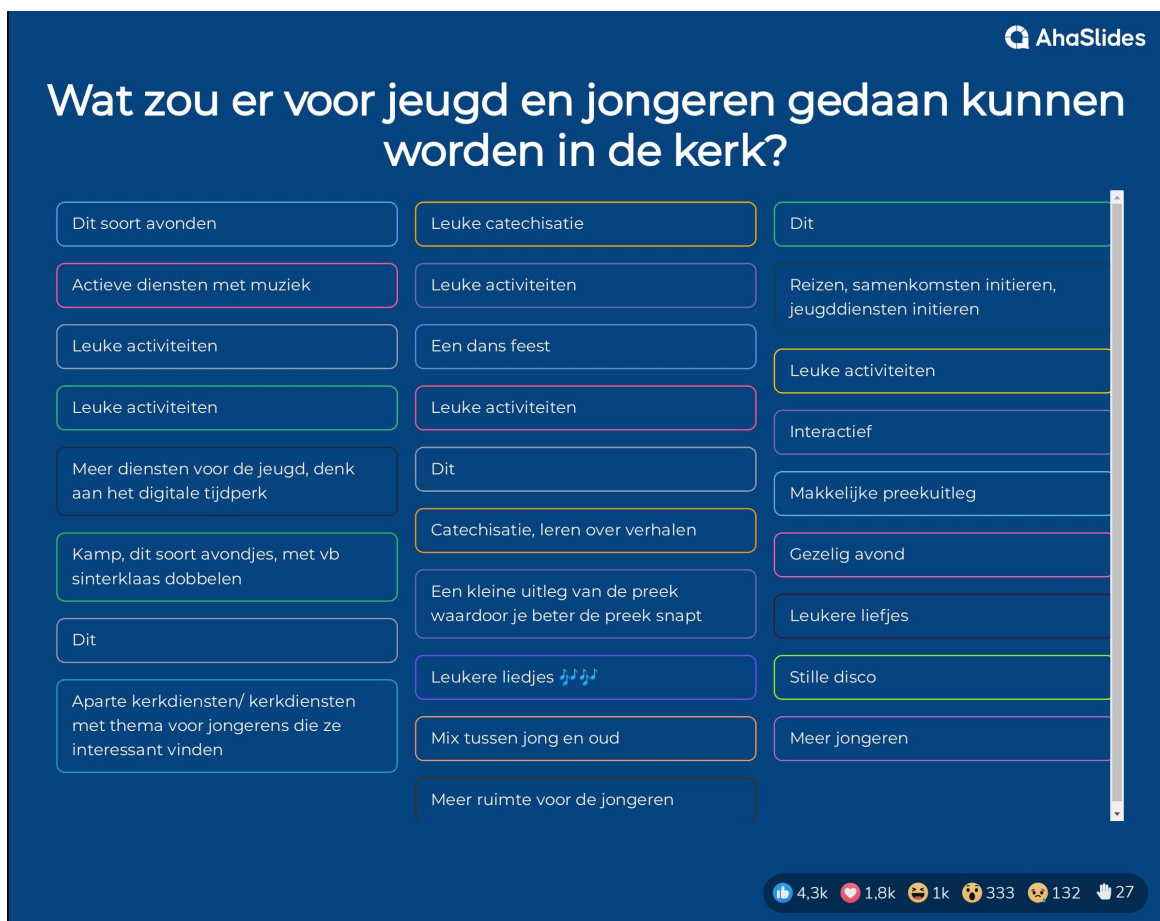 AhaSlides
Wat zou er voor jeugd en jongeren gedaan kunnen
worden in de kerk?
Dit soort avonden
Actieve diensten met muziek
Leuke activiteiten
Leuke activiteiten
Meer diensten voor de jeugd, denk
aan het digitale tijdperk
Kamp, dit soort avondjes, met vb
sinterklaas dobbelen
Dit
Aparte kerkdiensten/ kerkdiensten
met thema voor jongerens die ze
interessant vinden
Leuke catechisatie
Leuke activiteiten
Een dans feest
Leuke activiteiten
Dit
Catechisatie, leren over verhalen
Een kleine uitleg van de preek
waardoor je beter de preek snapt
Leukere liedjes 🎶🎶
Mix tussen jong en oud
Meer ruimte voor de jongeren
Dit
Reizen, samenkomsten initieren,
jeugddiensten initieren
Leuke activiteiten
Interactief
Makkelijke preekuitleg
Gezelig avond
Leukere liefjes
Stille disco
Meer jongeren
4,3k 1,8k 1k 333 132 27